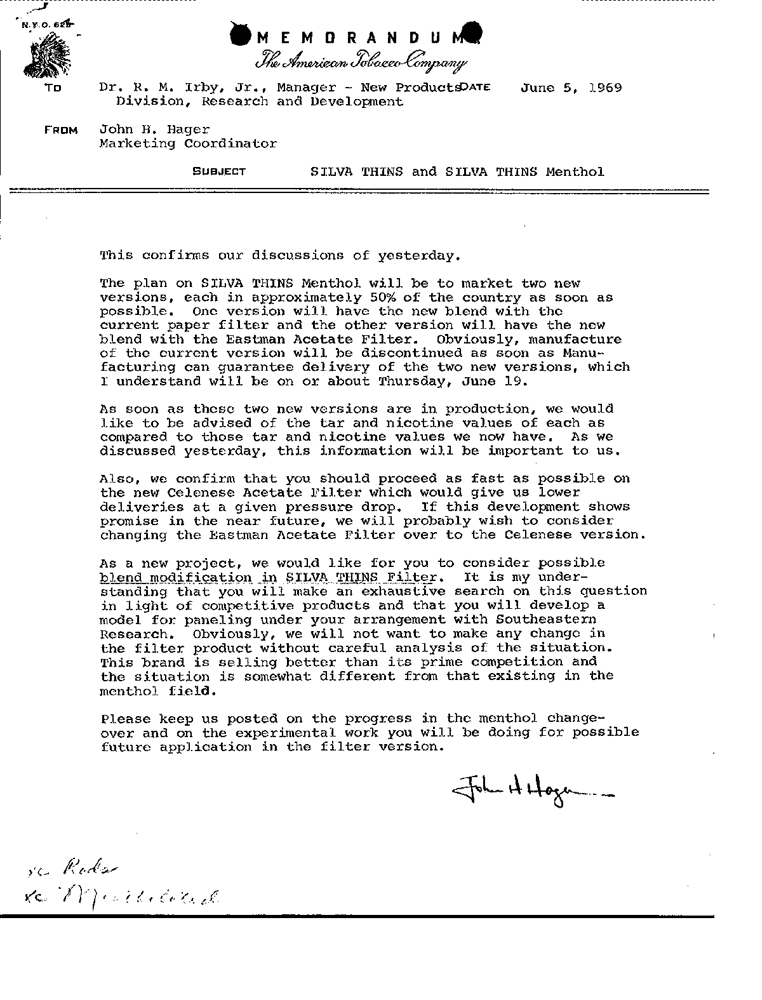 N.Y.O. 62
MEMORANDUM
The American Tobacco Company
TO Dr. R. M. Irby, Jr., Manager - New Products DATE June 5, 1969
Division, Research and Development
FROM John H. Hager
Marketing Coordinator
SUBJECT SILVA THINS and SILVA THINS Menthol
This confirms our discussions of yesterday.
The plan on SILVA THINS Menthol will be to market two new
versions, each in approximately 50% of the country as soon as
possible. One version will have the new blend with the
current paper filter and the other version will have the new
blend with the Eastman Acetate Filter. Obviously, manufacture
of the current version will be discontinued as soon as Manu-
facturing can guarantee delivery of the two new versions, which
I understand will be on or about Thursday, June 19.
As soon as these two new versions are in production, we would
like to be advised of the tar and nicotine values of each as
compared to those tar and nicotine values we now have. As we
discussed yesterday, this information will be important to us.
Also, we confirm that you should proceed as fast as possible on
the new Celenese Acetate Filter which would give us lower
deliveries at a given pressure drop. If this development shows
promise in the near future, we will probably wish to consider
changing the Eastman Acetate Filter over to the Celenese version.
As a new project, we would like for you to consider possible
blend modification in SILVA THINS Filter. It is my under-
standing that you will make an exhaustive search on this question
in light of competitive products and that you will develop a
model for paneling under your arrangement with Southeastern
Research. Obviously, we will not want to make any change in
the filter product without careful analysis of the situation.
This brand is selling better than its prime competition and
the situation is somewhat different from that existing in the
menthol field.
Please keep us posted on the progress in the menthol change-
over and on the experimental work you will be doing for possible
future application in the filter version.
John H Hager
xc
xc